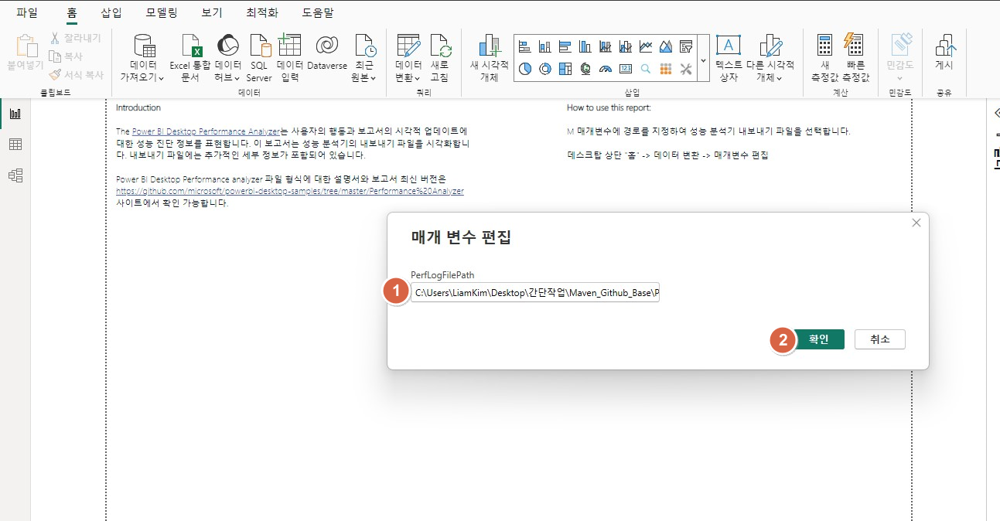 파일 홈 삽입 모델링 보기 최적화 도움말
붙여넣기
잘라내기
복사
서식 복사
클립보드
데이터
가져오기
Excel 통합
문서
데이터
허브
SQL
Server
데이터
입력
Dataverse
최근
원본
데이터
데이터
변환
새로
고침
쿼리
새 시각적
개체
123
텍스트
상자
다른 시각적
개체
삽입
새
측정값
빠른
측정값
계산
민감도
민감도
게시
공유
Introduction
The Power BI Desktop Performance Analyzer는 사용자의 행동과 보고서의 시각적 업데이트에
대한 성능 진단 정보를 표현합니다. 이 보고서는 성능 분석기의 내보내기 파일을 시각화합니
다. 내보내기 파일에는 추가적인 세부 정보가 포함되어 있습니다.
Power BI Desktop Performance analyzer 파일 형식에 대한 설명서와 보고서 최신 버전은
https://github.com/microsoft/powerbi-desktop-samples/tree/master/Performance%20Analyzer
사이트에서 확인 가능합니다.
How to use this report:
M 매개변수에 경로를 지정하여 성능 분석기 내보내기 파일을 선택합니다.
데스크탑 상단 "홈" -> 데이터 변환 -> 매개변수 편집
매개 변수 편집
PerfLogFilePath
1
C:\Users\LiamKim\Desktop\간단작업\Maven_Github_Base\P
2
확인
취소